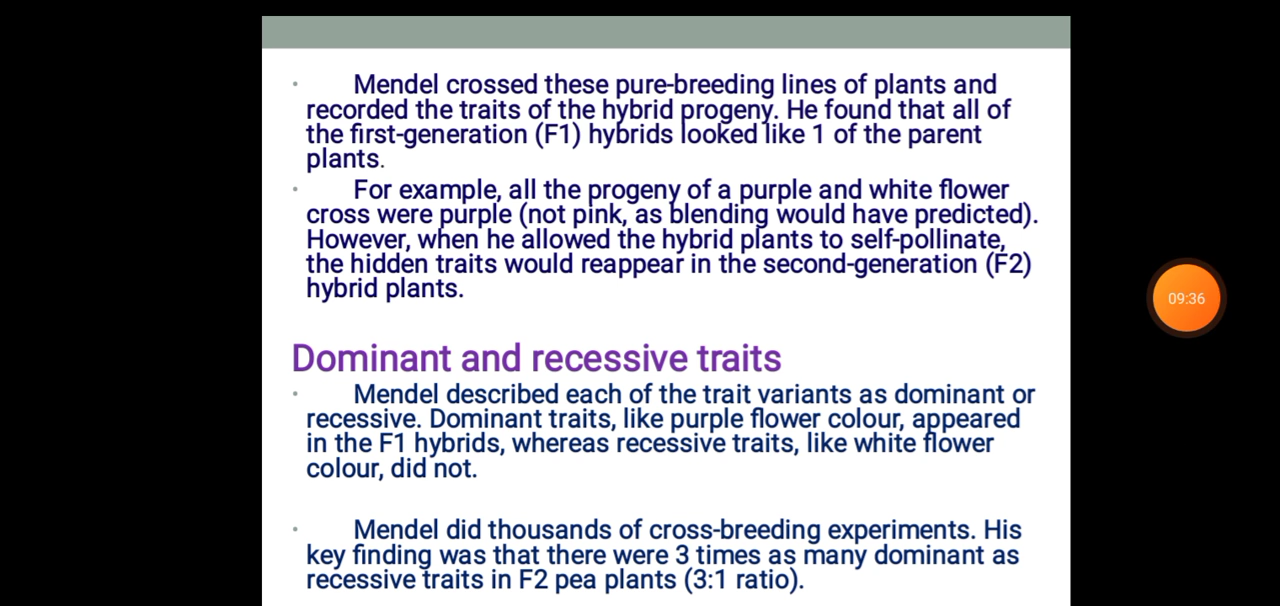 Mendel crossed these pure-breeding lines of plants and
recorded the traits of the hybrid progeny. He found that all of
the first-generation (F1) hybrids looked like 1 of the parent
plants.
For example, all the progeny of a purple and white flower
cross were purple (not pink, as blending would have predicted).
However, when he allowed the hybrid plants to self-pollinate,
the hidden traits would reappear in the second-generation (F2)
hybrid plants.
Dominant and recessive traits
Mendel described each of the trait variants as dominant or
recessive. Dominant traits, like purple flower colour, appeared
in the F1 hybrids, whereas recessive traits, like white flower
colour, did not.
Mendel did thousands of cross-breeding experiments. His
key finding was that there were 3 times as many dominant as
recessive traits in F2 pea plants (3:1 ratio).
09:36